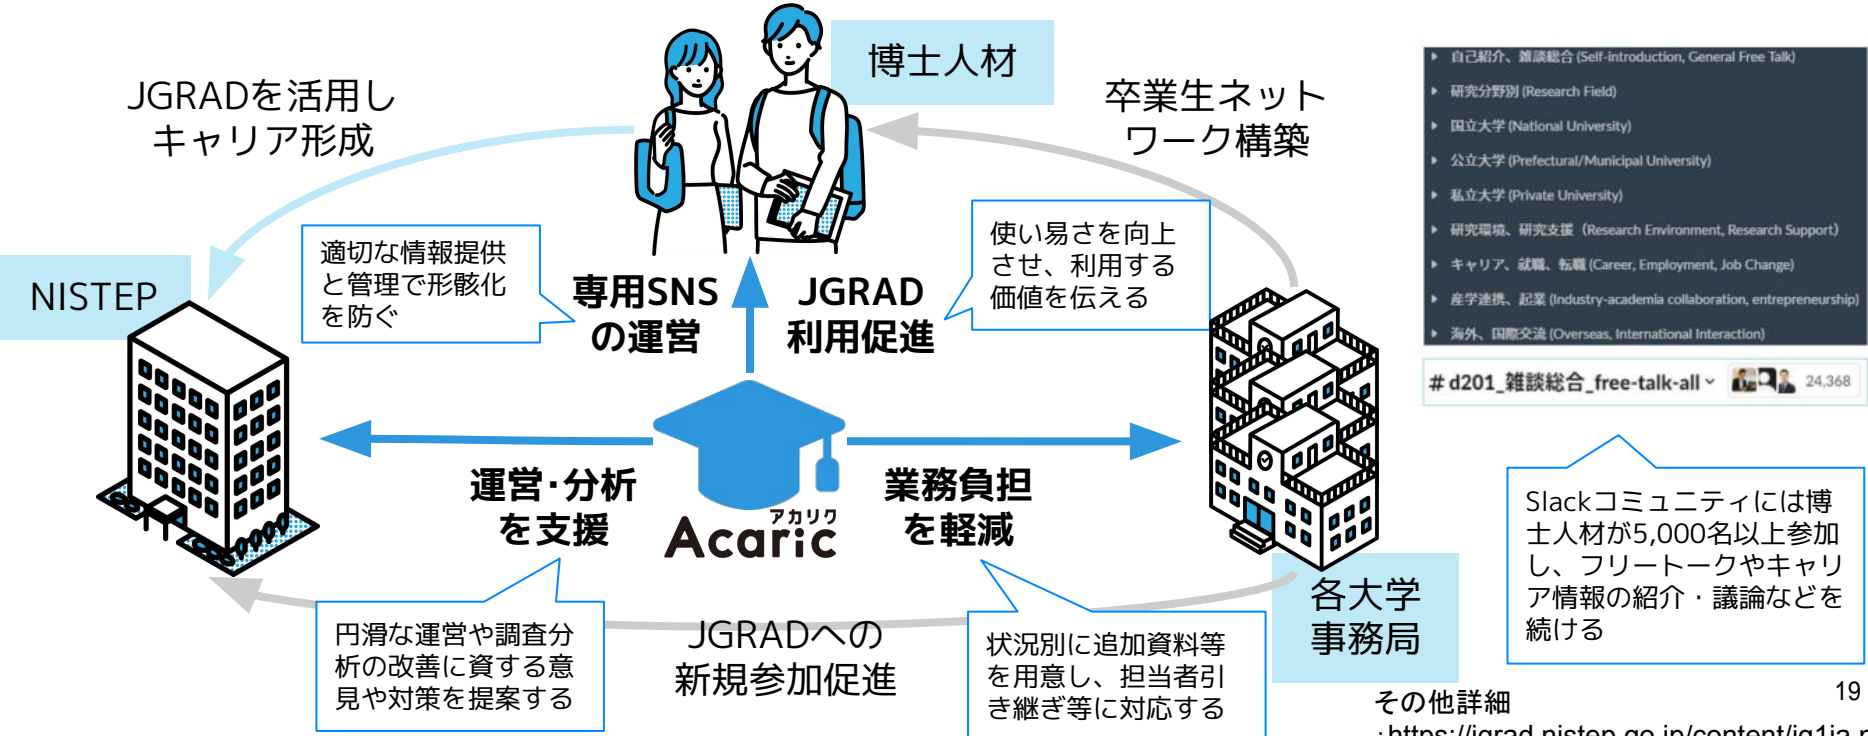 博士人材
JGRADを活用し
キャリア形成
卒業生ネット
ワーク構築
NISTEP
適切な情報提供
と管理で形骸化
を防ぐ
専用SNS
の運営
JGRAD
利用促進
使い易さを向上
させ、利用する
価値を伝える
運営・分析
を支援
アカリク
Acaric
業務負担
を軽減
円滑な運営や調査分
析の改善に資する意
見や対策を提案する
JGRADへの
新規参加促進
状況別に追加資料等
を用意し、担当者引
き継ぎ等に対応する
各大学
事務局
自己紹介、雑談総合 (Self-introduction, General Free Talk)
研究分野別 (Research Field)
国立大学 (National University)
公立大学 (Prefectural/Municipal University)
私立大学 (Private University)
研究環境、研究支援 (Research Environment, Research Support)
キャリア、就職、転職 (Career, Employment, Job Change)
産学連携、起業 (Industry-academia collaboration, entrepreneurship)
海外、国際交流 (Overseas, International Interaction)
# d201_雑談総合_free-talk-all 24,368
Slackコミュニティには博
士人材が5,000名以上参加
し、フリートークやキャリ
ア情報の紹介・議論などを
続ける
その他詳細
19
・https://jgrad.nistep.go.jp/content/jg1ja.p